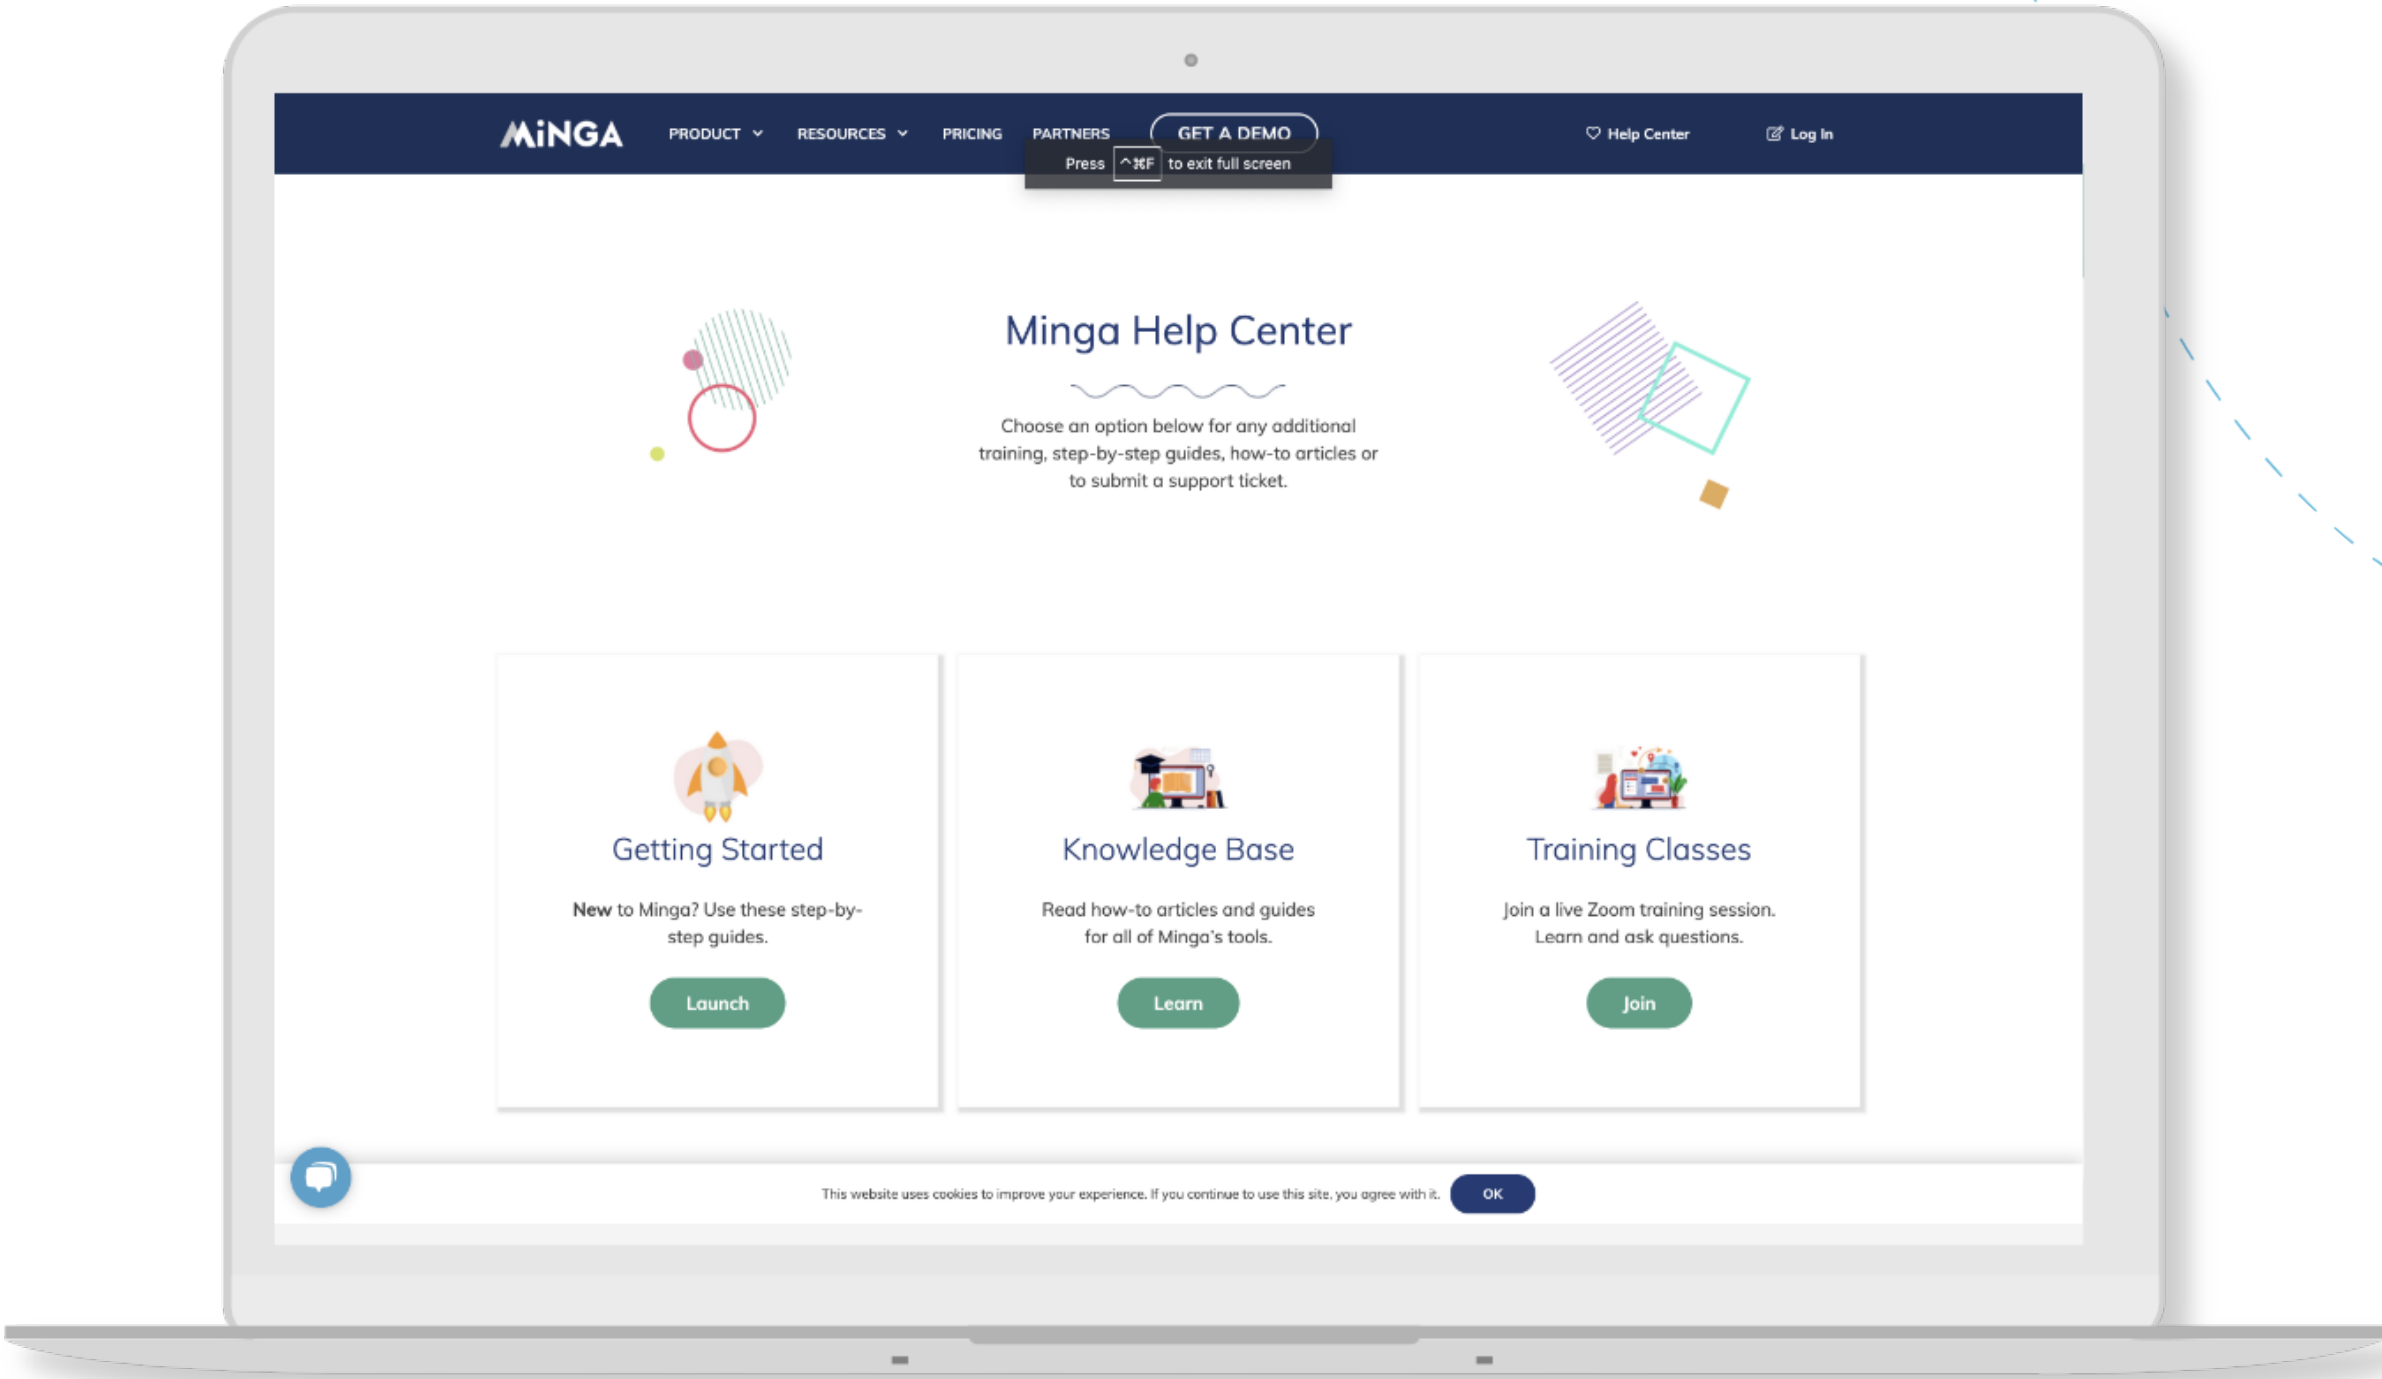 MiNGA PRODUCT RESOURCES PRICING PARTNERS GET A DEMO Help Center Log In
Press ^⌘F to exit full screen
Minga Help Center
Choose an option below for any additional
training, step-by-step guides, how-to articles or
to submit a support ticket.
Getting Started
New to Minga? Use these step-by-
step guides.
Launch
Knowledge Base
Read how-to articles and guides
for all of Minga's tools.
Learn
Training Classes
Join a live Zoom training session.
Learn and ask questions.
Join
This website uses cookies to improve your experience. If you continue to use this site, you agree with it. OK